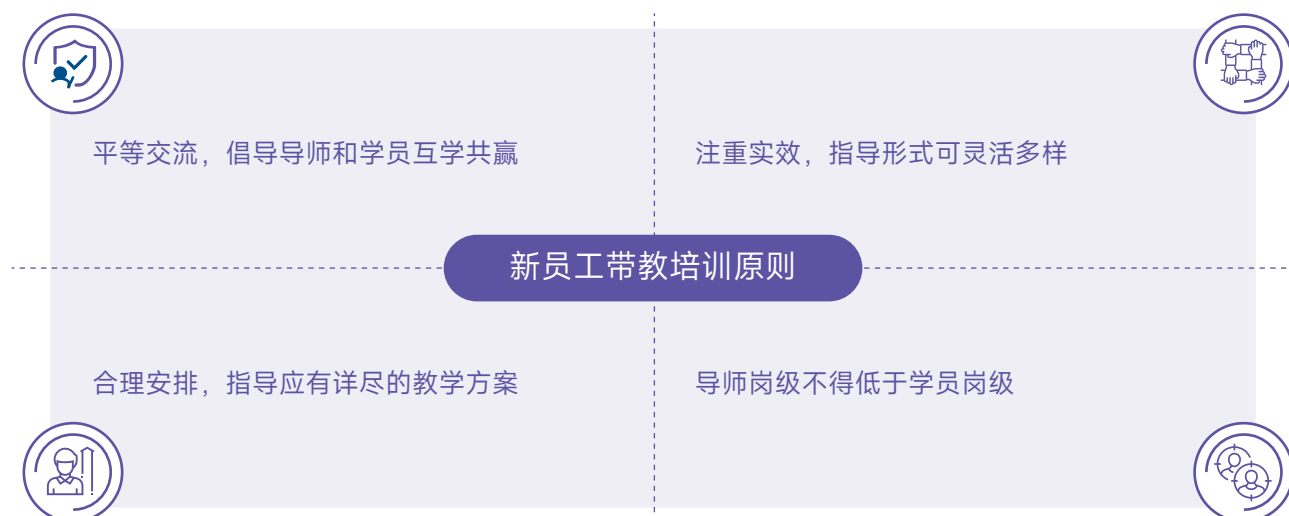 平等交流，倡导导师和学员互学共赢
注重实效，指导形式可灵活多样
新员工带教培训原则
合理安排，指导应有详尽的教学方案
导师岗级不得低于学员岗级